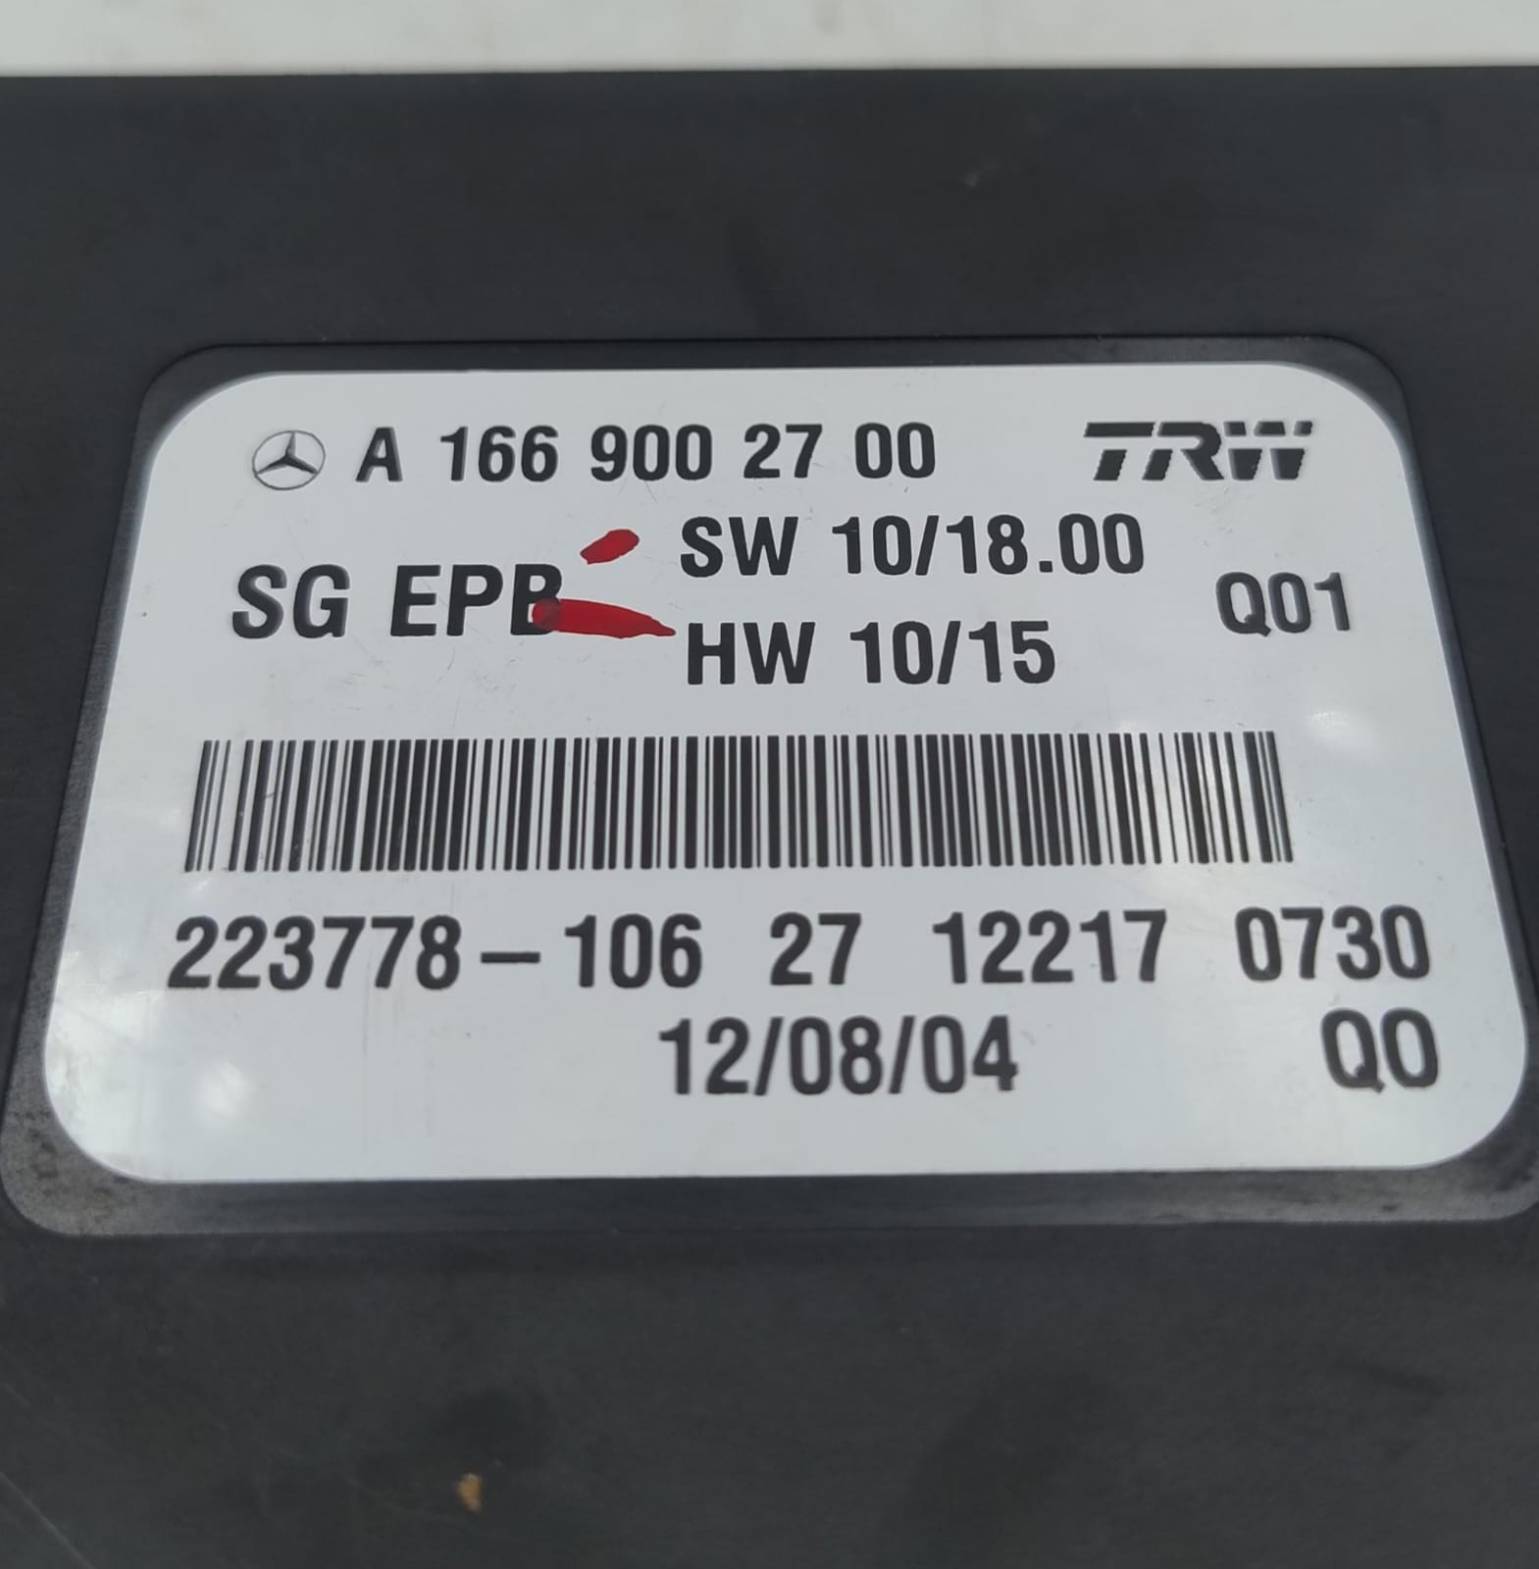 A 166 900 27 00 TRW
SG EPB SW 10/18.00 Q01
HW 10/15
223778-106 27 12217 0730
12/08/04 Q0